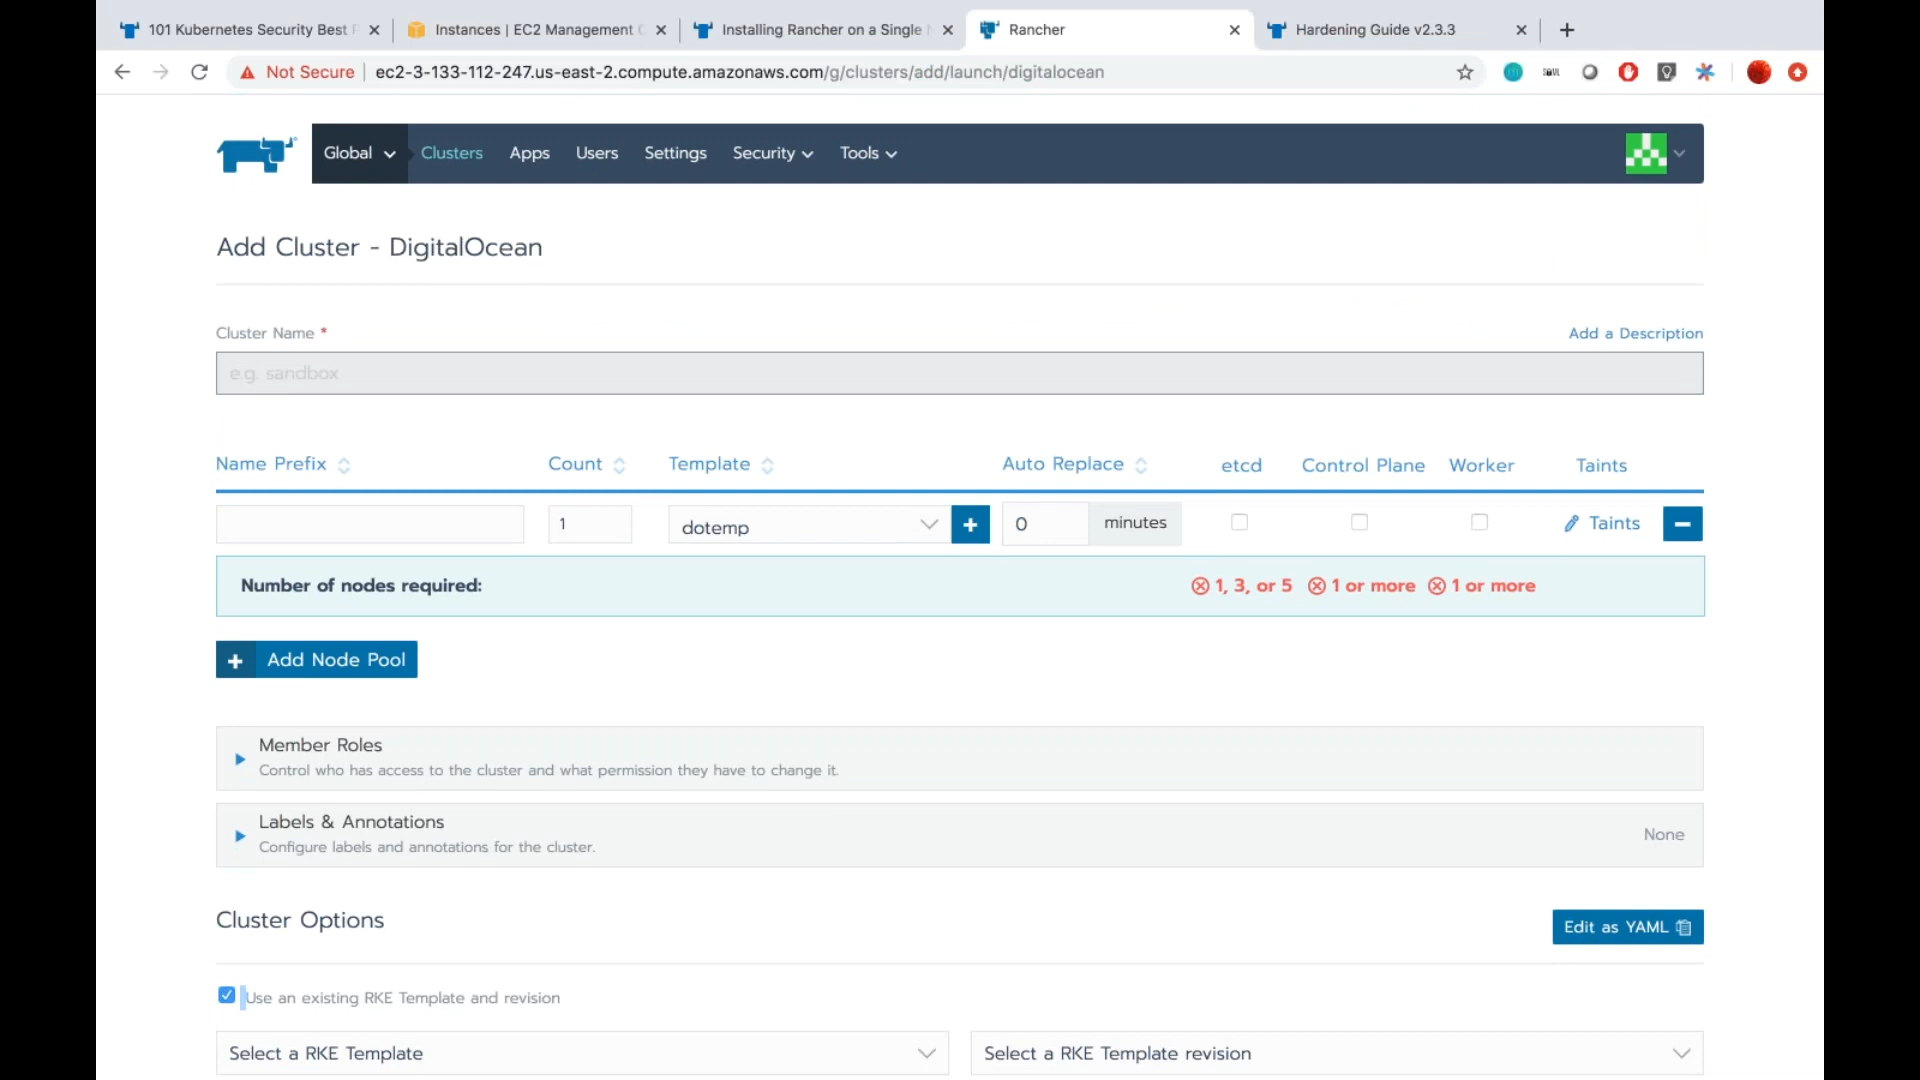 101 Kubernetes Security Best
Instances | EC2 Management
Installing Rancher on a Single
Rancher
Hardening Guide v2.3.3
Not Secure
ec2-3-133-112-247.us-east-2.compute.amazonaws.com/g/clusters/add/launch/digitalocean
Global
Clusters
Apps
Users
Settings
Security
Tools
Add Cluster - DigitalOcean
Cluster Name *
Add a Description
e.g. sandbox
Name Prefix
Count
Template
Auto Replace
etcd
Control Plane
Worker
Taints
1
dotemp
+
0
minutes
Taints
Number of nodes required:
1, 3, or 5
1 or more
1 or more
+ Add Node Pool
Member Roles
Control who has access to the cluster and what permission they have to change it.
Labels & Annotations
Configure labels and annotations for the cluster.
None
Cluster Options
Edit as YAML
Use an existing RKE Template and revision
Select a RKE Template
Select a RKE Template revision